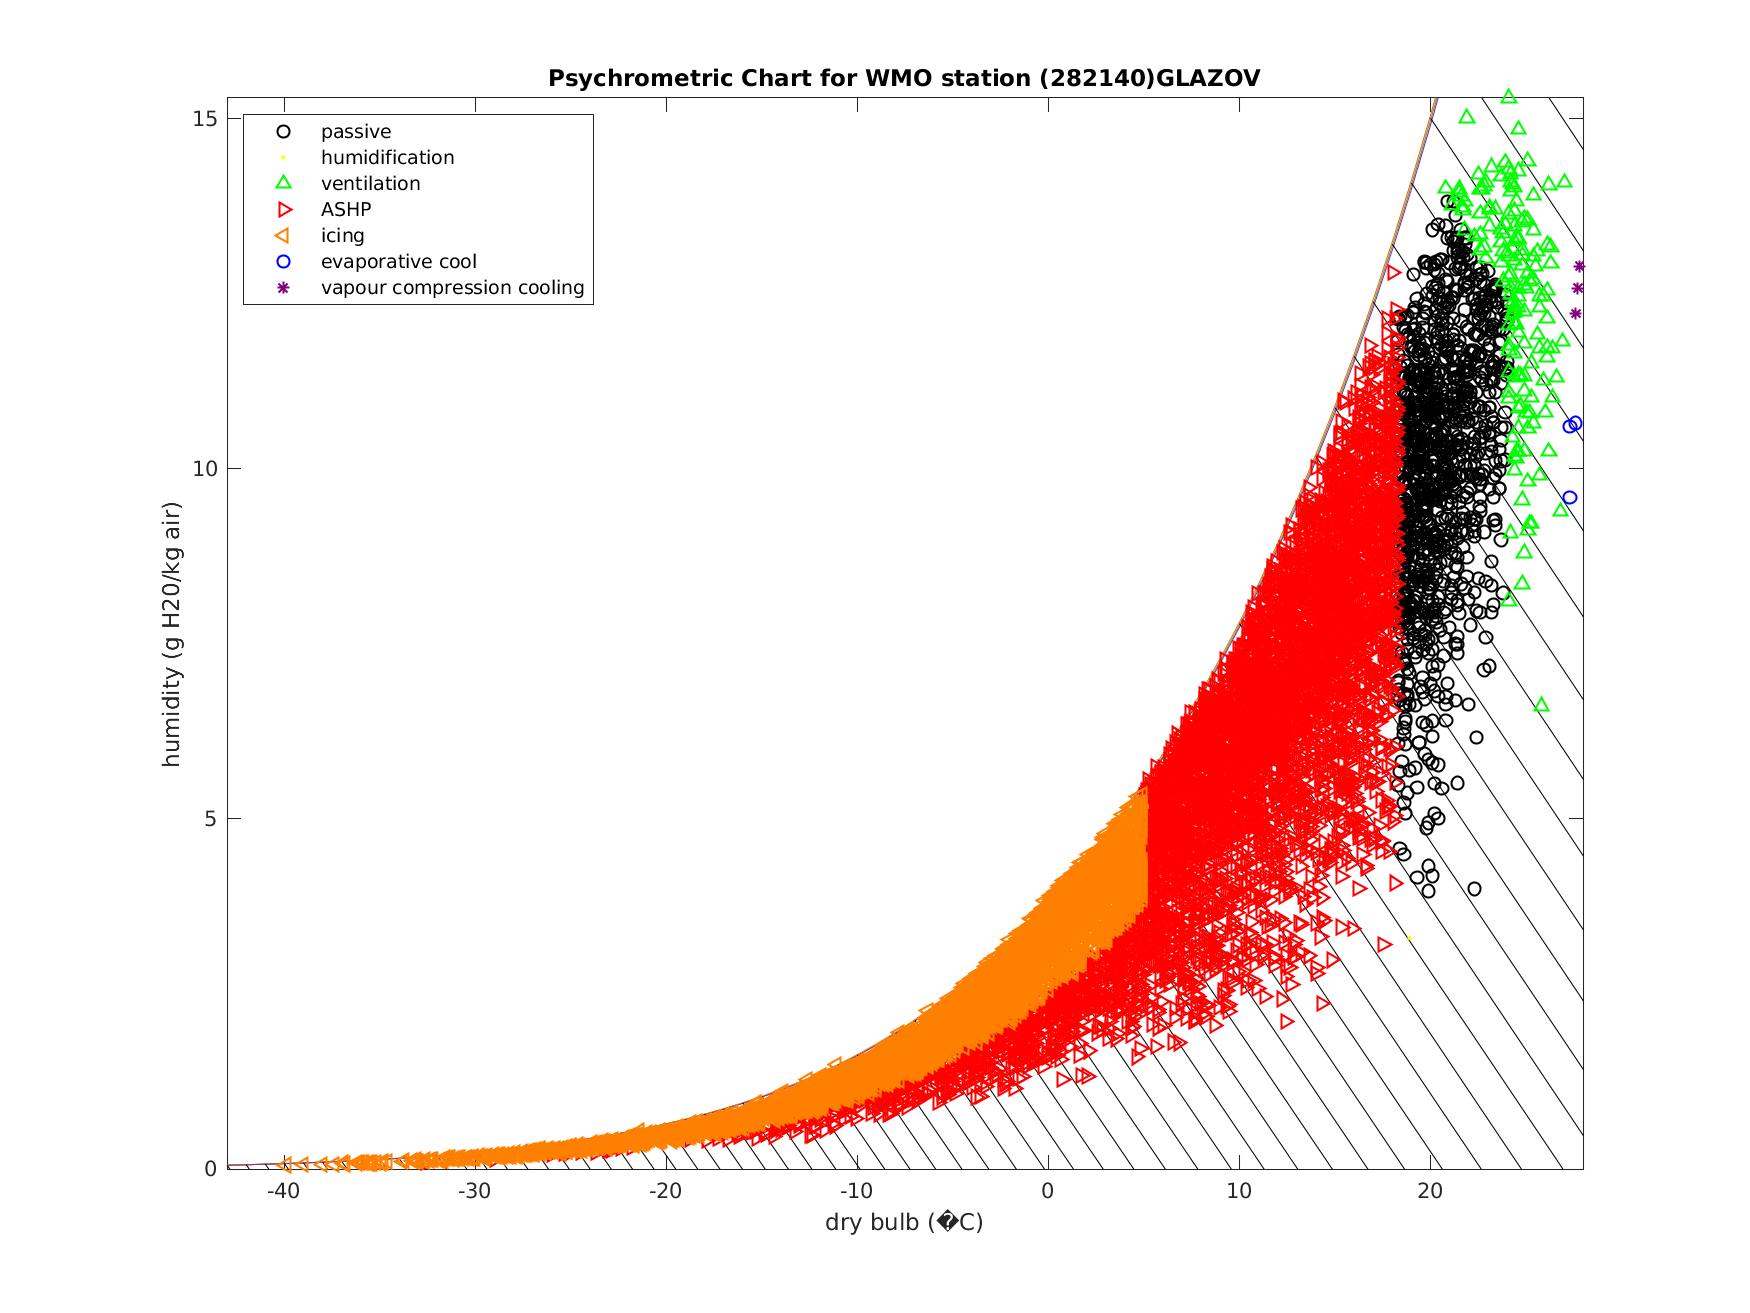 Psychrometric Chart for WMO station (282140)GLAZOV
passive
humidification
ventilation
ASHP
icing
evaporative cool
vapour compression cooling
15
10
5
0
humidity (g H20/kg air)
-40 -30 -20 -10 0 10 20
dry bulb (�C)